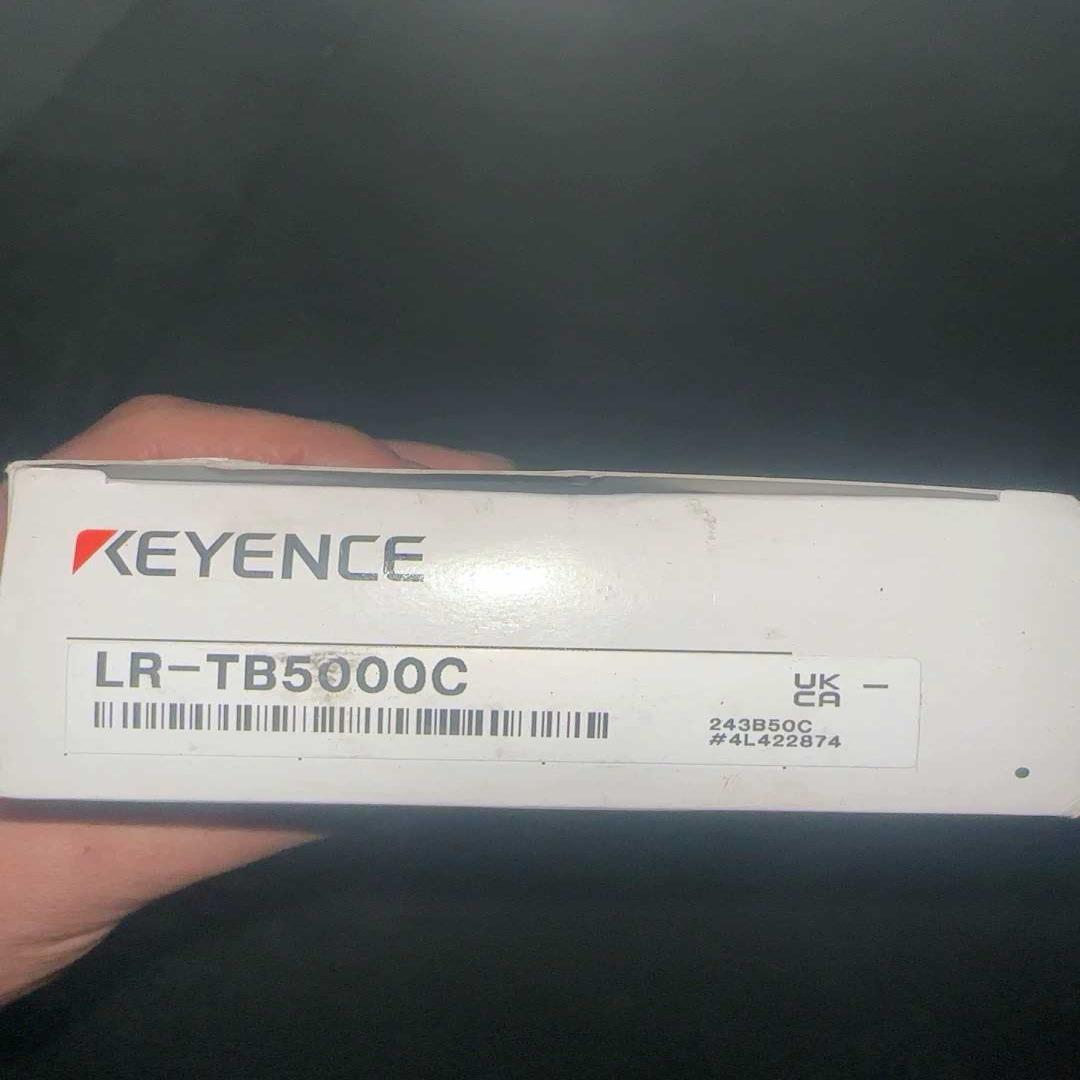 KEYENCE
LR-TB5000C
UK
CA
-
243B50C
#4L422874